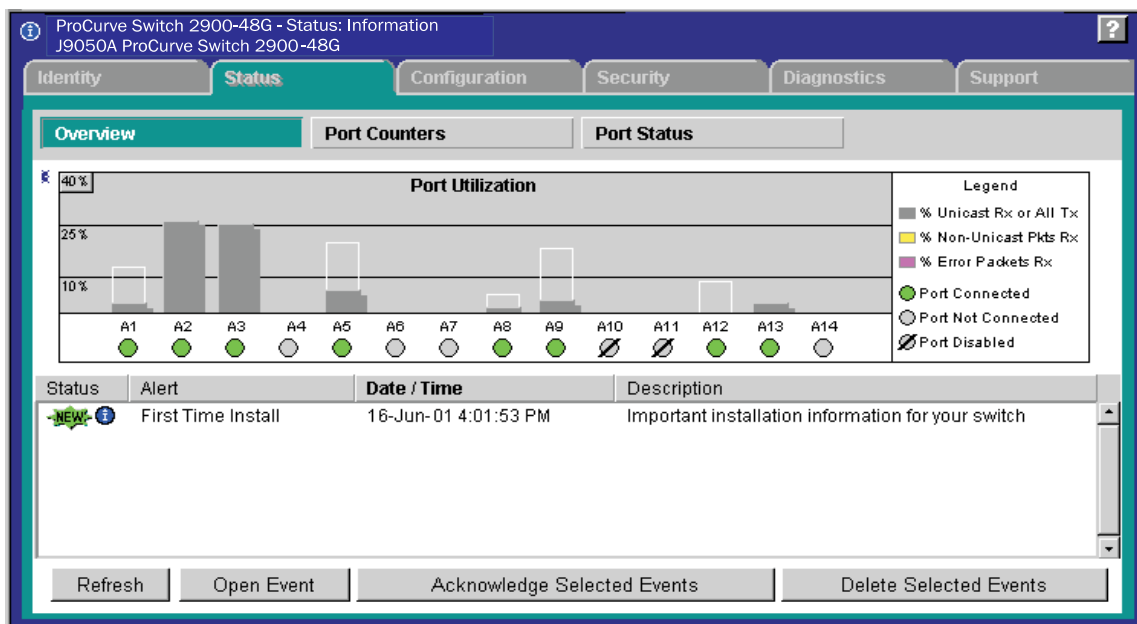 ProCurve Switch 2900-48G - Status: Information
J9050A ProCurve Switch 2900-48G
?
Identity Status Configuration Security Diagnostics Support
Overview Port Counters Port Status
40 %
Port Utilization
25 %
10 %
A1 A2 A3 A4 A5 A6 A7 A8 A9 A10 A11 A12 A13 A14
Legend
% Unicast Rx or All Tx
% Non-Unicast Pkts Rx
% Error Packets Rx
Port Connected
Port Not Connected
Port Disabled
Status Alert Date / Time Description
NEW! i First Time Install 16-Jun-01 4:01:53 PM Important installation information for your switch
Refresh Open Event Acknowledge Selected Events Delete Selected Events